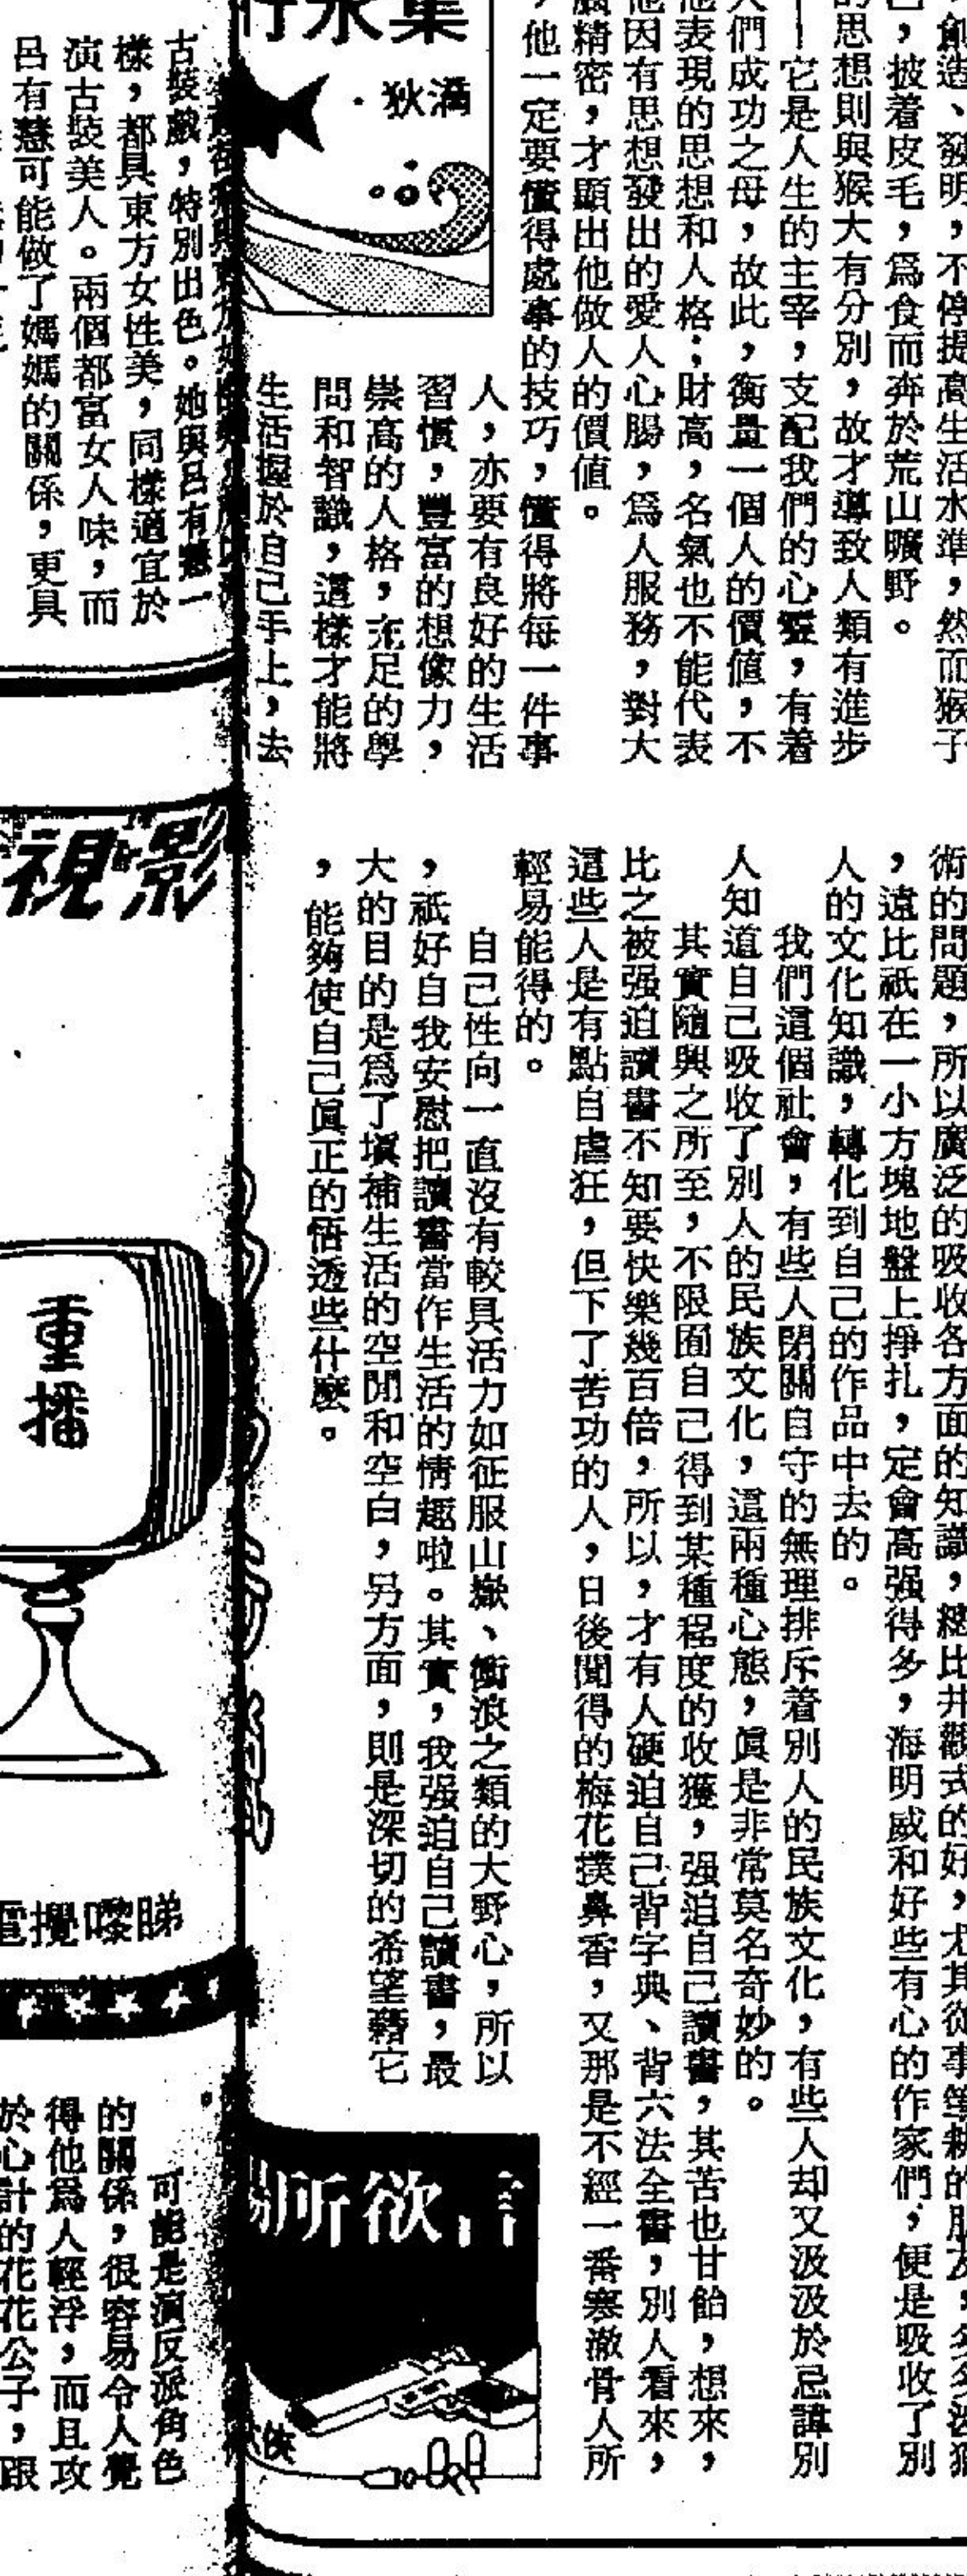 創造、發明,不停提高生活水準,然而猴子
,披着皮毛,爲食而奔於荒山曠野。
的思想則與猴大有分別,故才導致人類有進步
——它是人生的主宰,支配我們的心靈,有着
人們成功之母,故此,衡量一個人的價值,不
他表現的思想和人格;財高,名氣也不能代表
他因有思想發出的愛人心腸,爲人服務,對大
腦精密,才顯出他做人的價值。
,他一定要懂得處事的技巧,懂得將每一件事
人,亦要有良好的生活
習慣,豐富的想像力,
崇高的人格,充足的學
問和智識,這樣才能將
生活握於自己手上,去
集永行
滿狄
術的問題,所以廣泛的吸收各方面的知識,總比井觀式的好,尤其從事筆耕的朋友,
,遠比祇在一小方塊地盤上掙扎,定會高强得多,海明威和好些有心的作家們,便是吸收了別
人的文化知識,轉化到自己的作品中去的。
我們這個社會,有些人閉關自守的無理排斥着別人的民族文化,有些人却又汲汲於忌諱別
人知道自己吸收了別人的民族文化,這兩種心態,眞是非常莫名奇妙的。
其實隨興之所至,不限囿自己得到某種程度的收獲,强迫自己讀書,其苦也甘飴,想來,
比之被强迫讀書不知要快樂幾百倍,所以,才有人硬迫自己背字典、背六法全書,別人看來,
這些人是有點自虐狂,但下了苦功的人,日後聞得的梅花撲鼻香,又那是不經一番寒澈骨人所
輕易能得的。
自己性向一直沒有較具活力如征服山嶽、衝浪之類的大野心,所以
,祇好自我安慰把讀書當作生活的情趣啦。其實,我强迫自己讀書,最
大的目的是爲了塡補生活的空閒和空白,另方面,則是深切的希望藉它
,能夠使自己眞正的悟透些什麽。
言欲所
俠
古裝戲,特別出色。她與呂有慧一
樣,都具東方女性美,同樣適宜於
演古裝美人。兩個都富女人味,而
呂有慧可能做了媽媽的關係,更具
影視
重播
睇嚟攪電
可能是演反派角色
的關係,很容易令人覺
得他爲人輕浮,而且攻
於心計的花花公子,跟